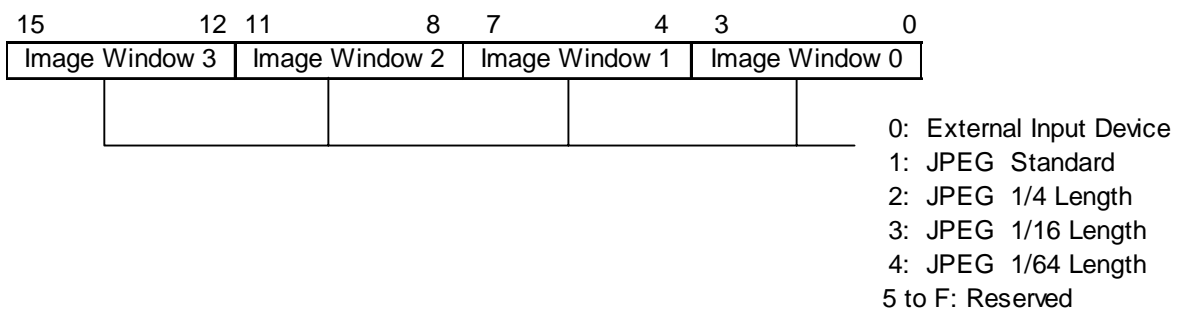 15 12 11 8 7 4 3 0
Image Window 3 Image Window 2 Image Window 1 Image Window 0
0: External Input Device
1: JPEG Standard
2: JPEG 1/4 Length
3: JPEG 1/16 Length
4: JPEG 1/64 Length
5 to F: Reserved